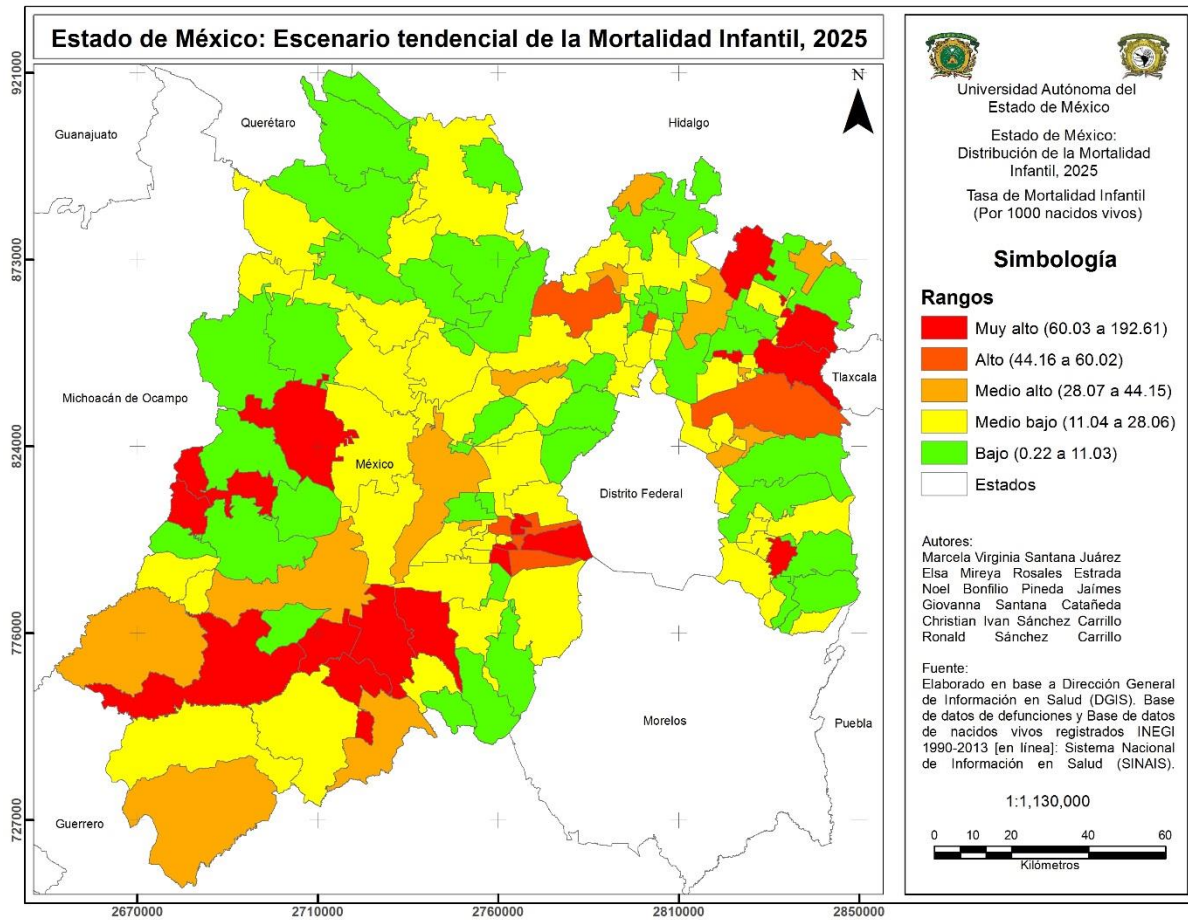 Estado de México: Escenario tendencial de la Mortalidad Infantil, 2025
921000
873000
824000
776000
727000
2670000
2710000
2760000
2810000
2850000
N
Guanajuato
Querétaro
Hidalgo
Michoacán de Ocampo
México
Distrito Federal
Tlaxcala
Morelos
Puebla
Guerrero
Universidad Autónoma del
Estado de México
Estado de México:
Distribución de la Mortalidad
Infantil, 2025
Tasa de Mortalidad Infantil
(Por 1000 nacidos vivos)
Simbología
Rangos
Muy alto (60.03 a 192.61)
Alto (44.16 a 60.02)
Medio alto (28.07 a 44.15)
Medio bajo (11.04 a 28.06)
Bajo (0.22 a 11.03)
Estados
Autores:
Marcela Virginia Santana Juárez
Elsa Mireya Rosales Estrada
Noel Bonfilio Pineda Jaímes
Giovanna Santana Catañeda
Christian Ivan Sánchez Carrillo
Ronald Sánchez Carrillo
Fuente:
Elaborado en base a Dirección General
de Información en Salud (DGIS). Base
de datos de defunciones y Base de datos
de nacidos vivos registrados INEGI
1990-2013 [en línea]: Sistema Nacional
de Información en Salud (SINAIS).
1:1,130,000
0 10 20 40 60
Kilómetros